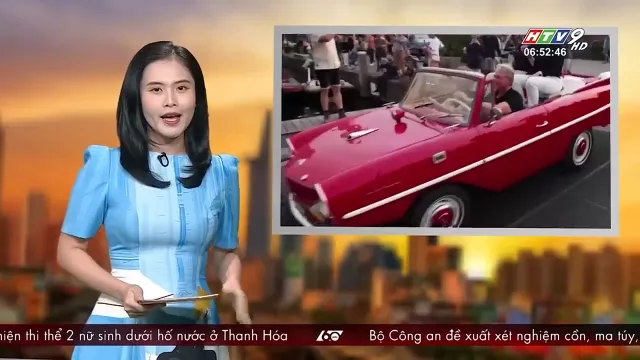 HTV9 HD
06:52:46
hiện thi thể 2 nữ sinh dưới hố nước ở Thanh Hóa 60 Bộ Công an đề xuất xét nghiệm cồn, ma túy,